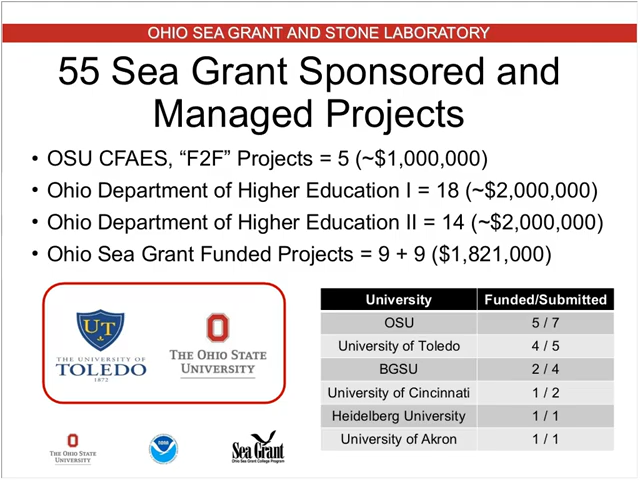 OHIO SEA GRANT AND STONE LABORATORY
55 Sea Grant Sponsored and
Managed Projects
• OSU CFAES, “F2F” Projects = 5 (~$1,000,000)
• Ohio Department of Higher Education I = 18 (~$2,000,000)
• Ohio Department of Higher Education II = 14 (~$2,000,000)
• Ohio Sea Grant Funded Projects = 9 + 9 ($1,821,000)
UT
THE UNIVERSITY OF
TOLEDO
1872
THE OHIO STATE
UNIVERSITY
University Funded/Submitted
OSU 5 / 7
University of Toledo 4 / 5
BGSU 2 / 4
University of Cincinnati 1 / 2
Heidelberg University 1 / 1
University of Akron 1 / 1
THE OHIO STATE
UNIVERSITY
NOAA
Sea Grant
Ohio Sea Grant College Program